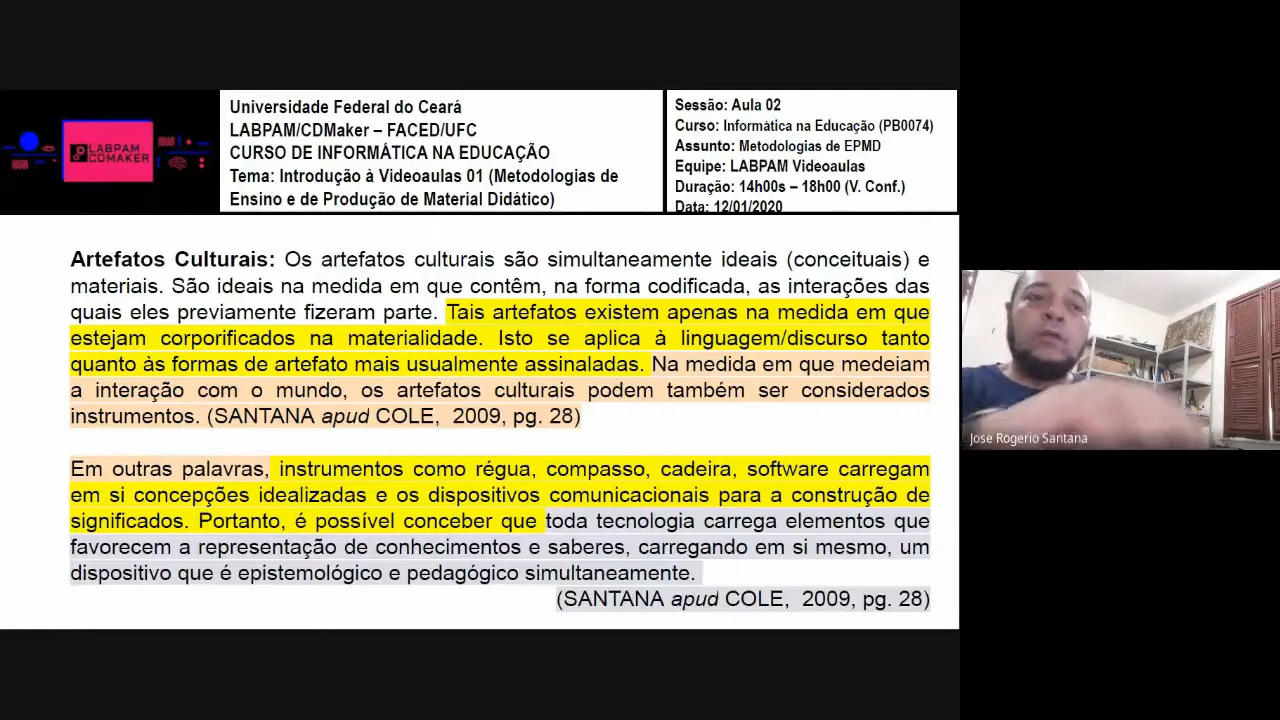 LABPAM
CDMAKER
Universidade Federal do Ceará
LABPAM/CDMaker – FACED/UFC
CURSO DE INFORMÁTICA NA EDUCAÇÃO
Tema: Introdução à Videoaulas 01 (Metodologias de
Ensino e de Produção de Material Didático)
Sessão: Aula 02
Curso: Informática na Educação (PB0074)
Assunto: Metodologias de EPMD
Equipe: LABPAM Videoaulas
Duração: 14h00s – 18h00 (V. Conf.)
Data: 12/01/2020
Artefatos Culturais: Os artefatos culturais são simultaneamente ideais (conceituais) e
materiais. São ideais na medida em que contêm, na forma codificada, as interações das
quais eles previamente fizeram parte. Tais artefatos existem apenas na medida em que
estejam corporificados na materialidade. Isto se aplica à linguagem/discurso tanto
quanto às formas de artefato mais usualmente assinaladas. Na medida em que medeiam
a interação com o mundo, os artefatos culturais podem também ser considerados
instrumentos. (SANTANA apud COLE, 2009, pg. 28)
Em outras palavras, instrumentos como régua, compasso, cadeira, software carregam
em si concepções idealizadas e os dispositivos comunicacionais para a construção de
significados. Portanto, é possível conceber que toda tecnologia carrega elementos que
favorecem a representação de conhecimentos e saberes, carregando em si mesmo, um
dispositivo que é epistemológico e pedagógico simultaneamente.
(SANTANA apud COLE, 2009, pg. 28)
Jose Rogerio Santana